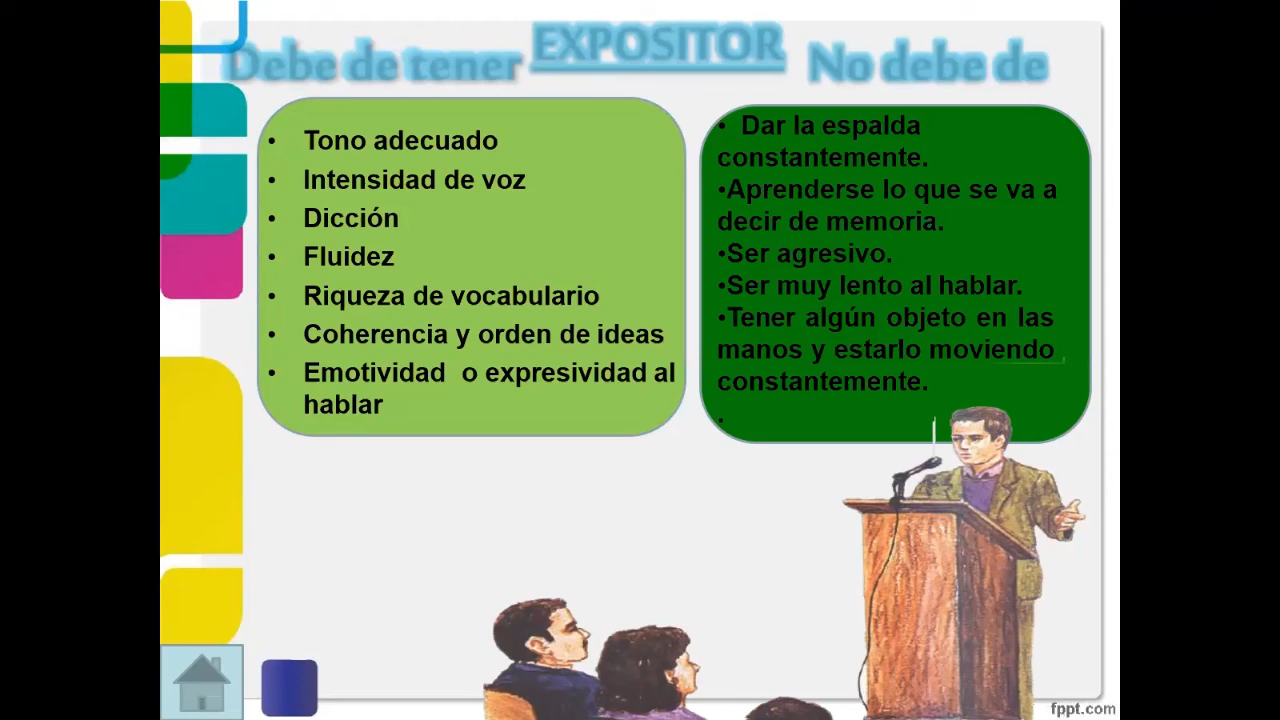 Debe de tener
EXPOSITOR
No debe de
• Tono adecuado
• Intensidad de voz
• Dicción
• Fluidez
• Riqueza de vocabulario
• Coherencia y orden de ideas
• Emotividad o expresividad al
hablar
• Dar la espalda
constantemente.
•Aprenderse lo que se va a
decir de memoria.
•Ser agresivo.
•Ser muy lento al hablar.
•Tener algún objeto en las
manos y estarlo moviendo
constantemente.
.
fppt.com